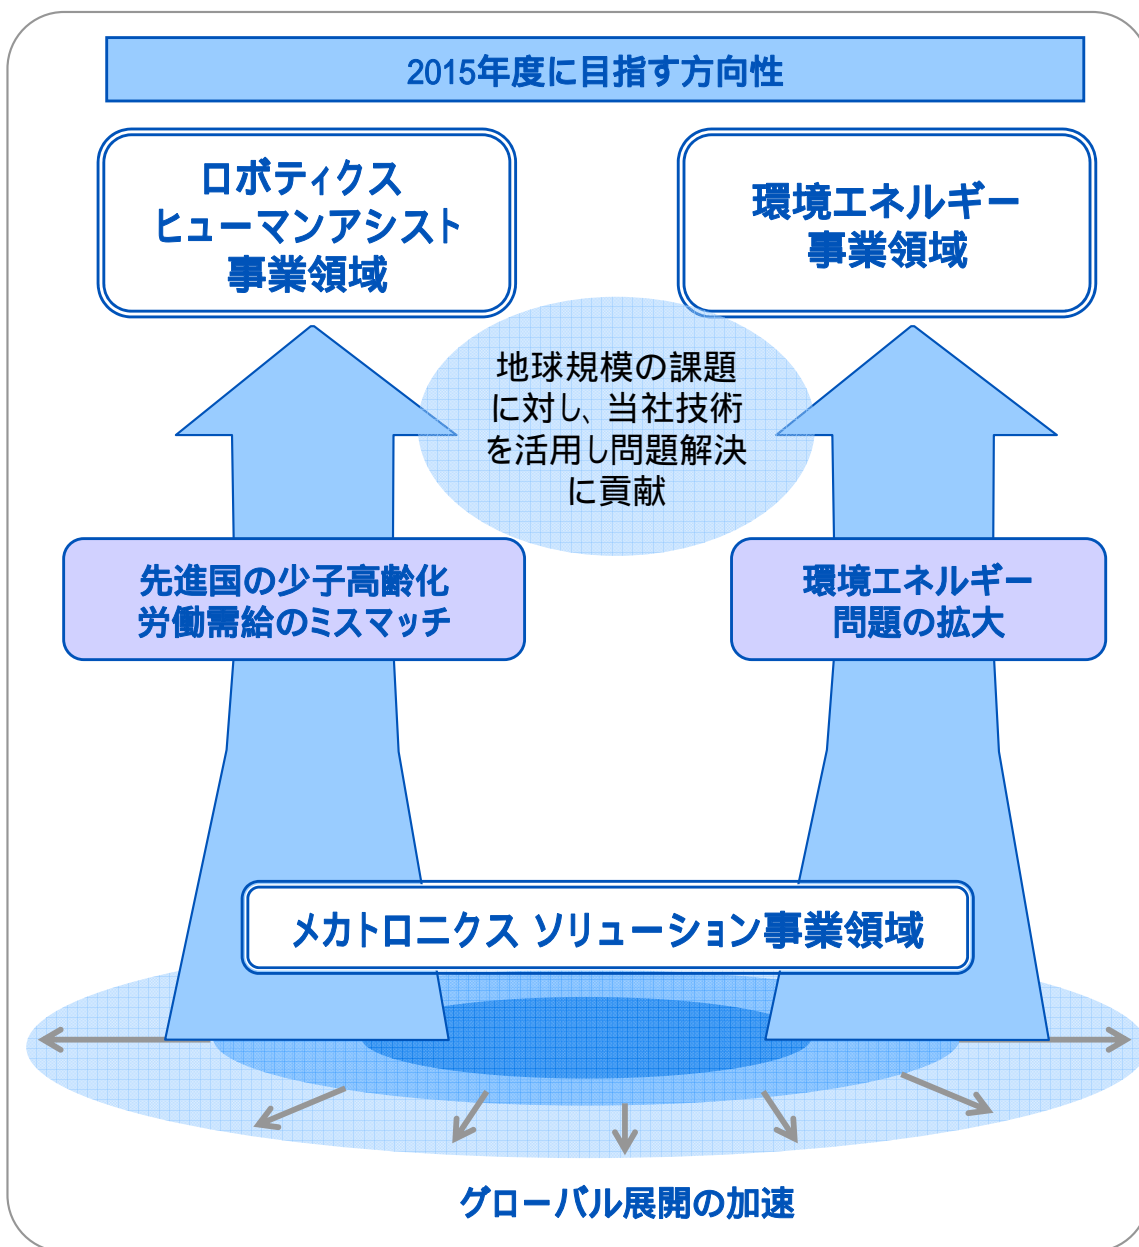 2015年度に目指す方向性
ロボティクス
ヒューマンアシスト
事業領域
環境エネルギー
事業領域
地球規模の課題
に対し、当社技術
を活用し問題解決
に貢献
先進国の少子高齢化
労働需給のミスマッチ
環境エネルギー
問題の拡大
メカトロニクス ソリューション事業領域
グローバル展開の加速